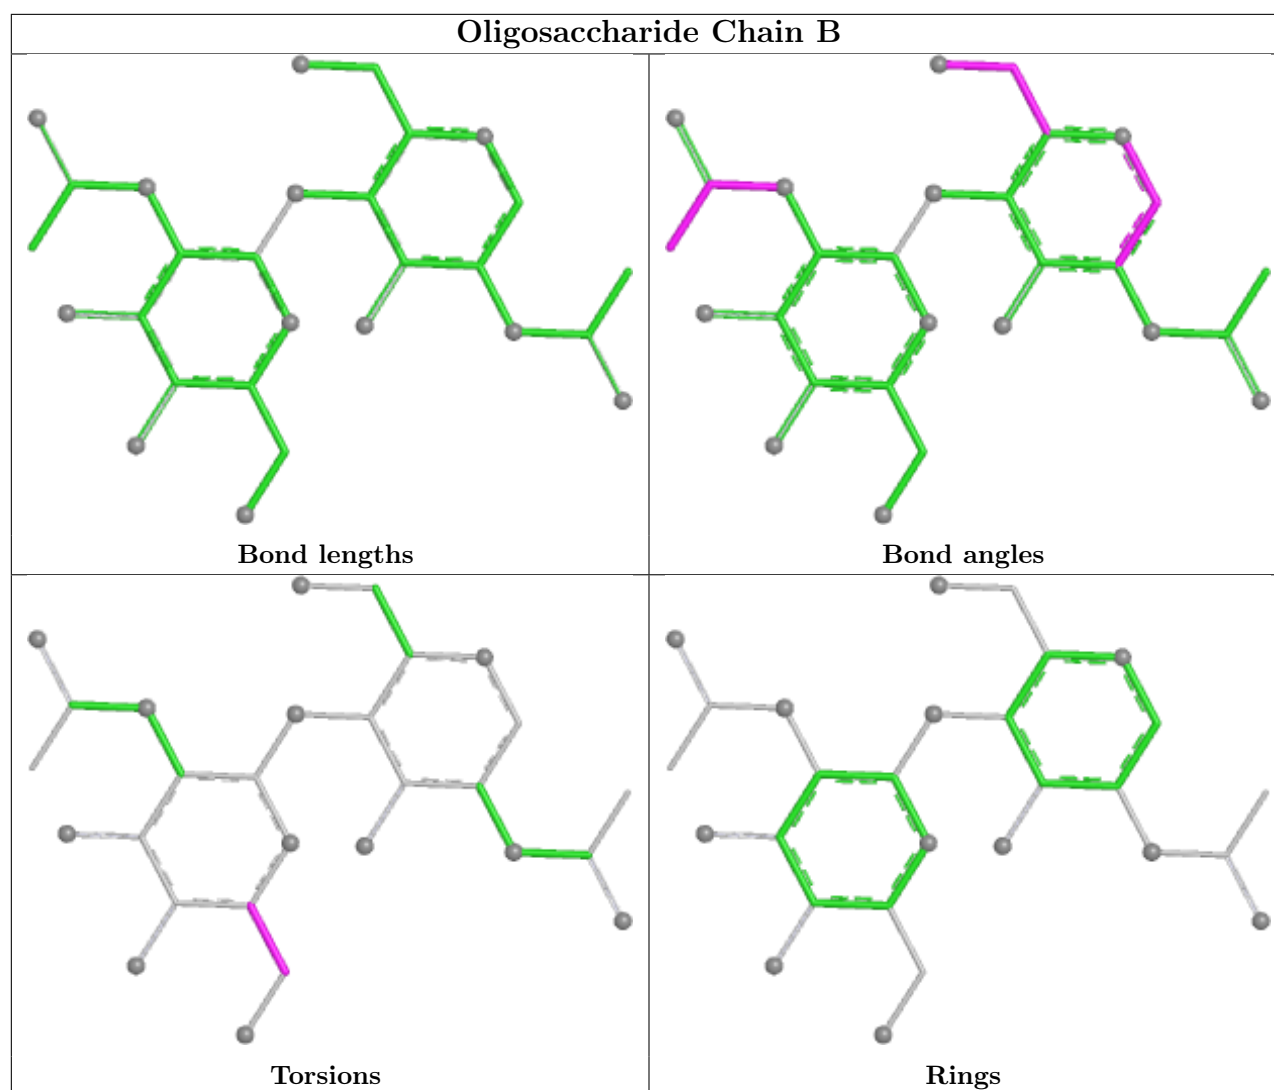 Oligosaccharide Chain B
Bond lengths
Bond angles
Torsions
Rings